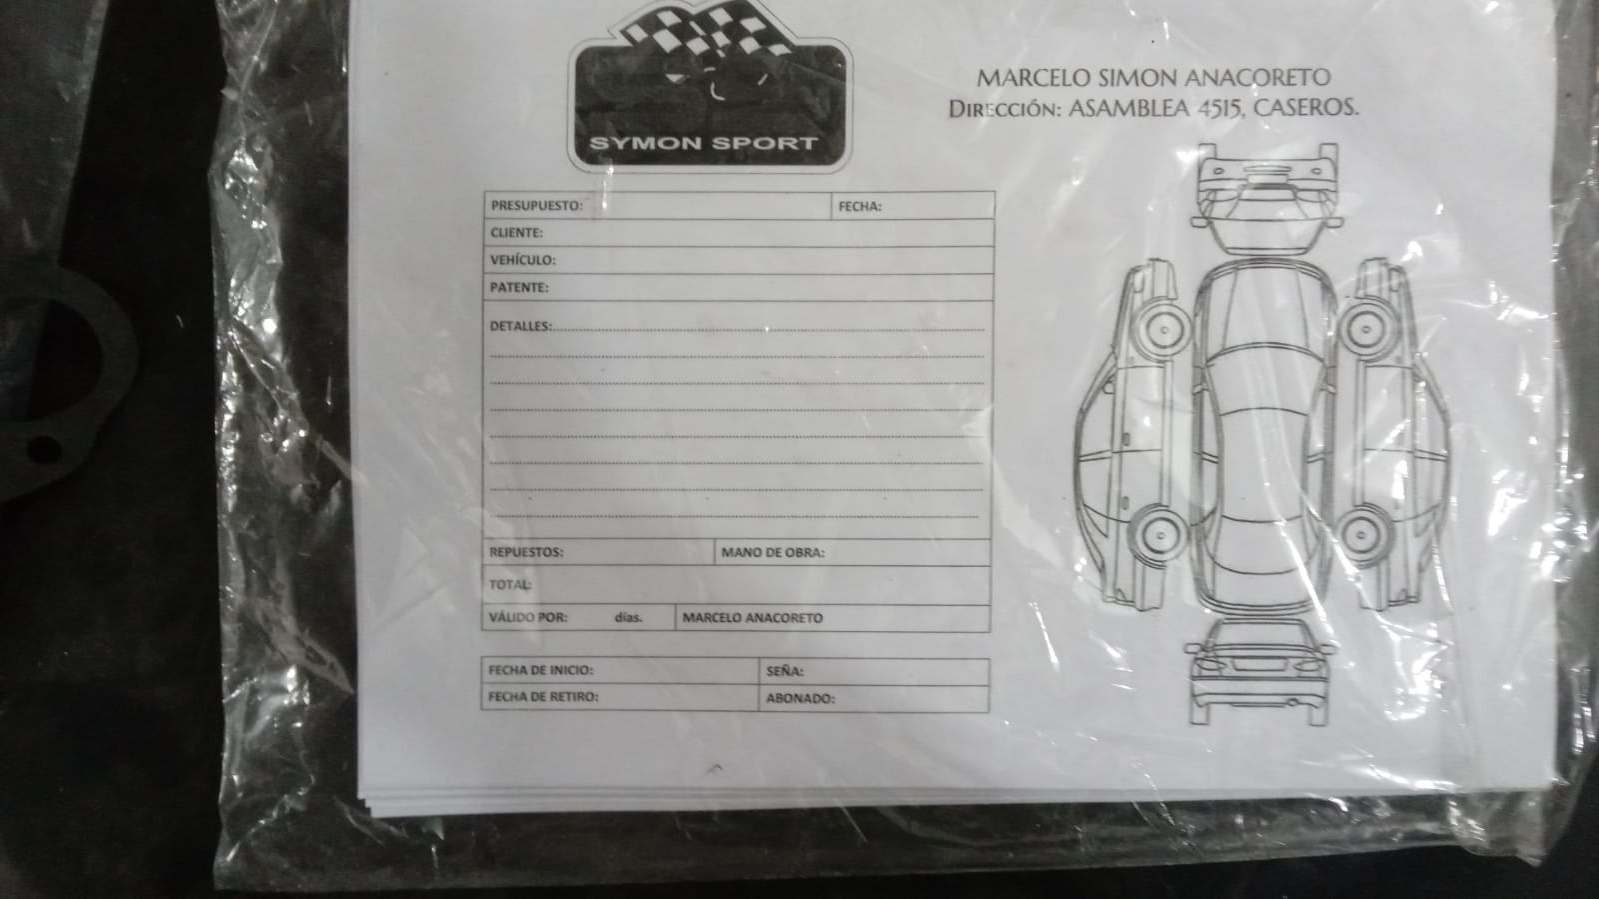 SYMON SPORT
MARCELO SIMON ANACORETO
DIRECCIÓN: ASAMBLEA 4515, CASEROS.
PRESUPUESTO: FECHA:
CLIENTE:
VEHÍCULO:
PATENTE:
DETALLES:
REPUESTOS: MANO DE OBRA:
TOTAL:
VÁLIDO POR: días. MARCELO ANACORETO
FECHA DE INICIO: SEÑA:
FECHA DE RETIRO: ABONADO: